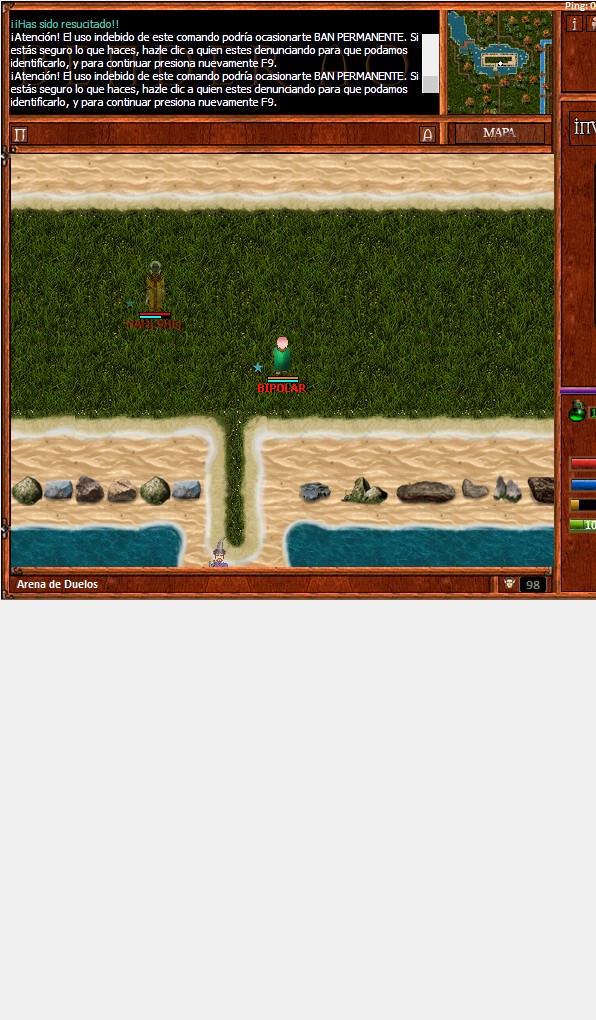 Ping: 0
¡¡Has sido resucitado!!
¡Atención! El uso indebido de este comando podría ocasionarte BAN PERMANENTE. Si
estás seguro lo que haces, hazle clic a quien estes denunciando para que podamos
identificarlo, y para continuar presiona nuevamente F9.
¡Atención! El uso indebido de este comando podría ocasionarte BAN PERMANENTE. Si
estás seguro lo que haces, hazle clic a quien estes denunciando para que podamos
identificarlo, y para continuar presiona nuevamente F9.
MAPA
BIPOLAR
Arena de Duelos
98